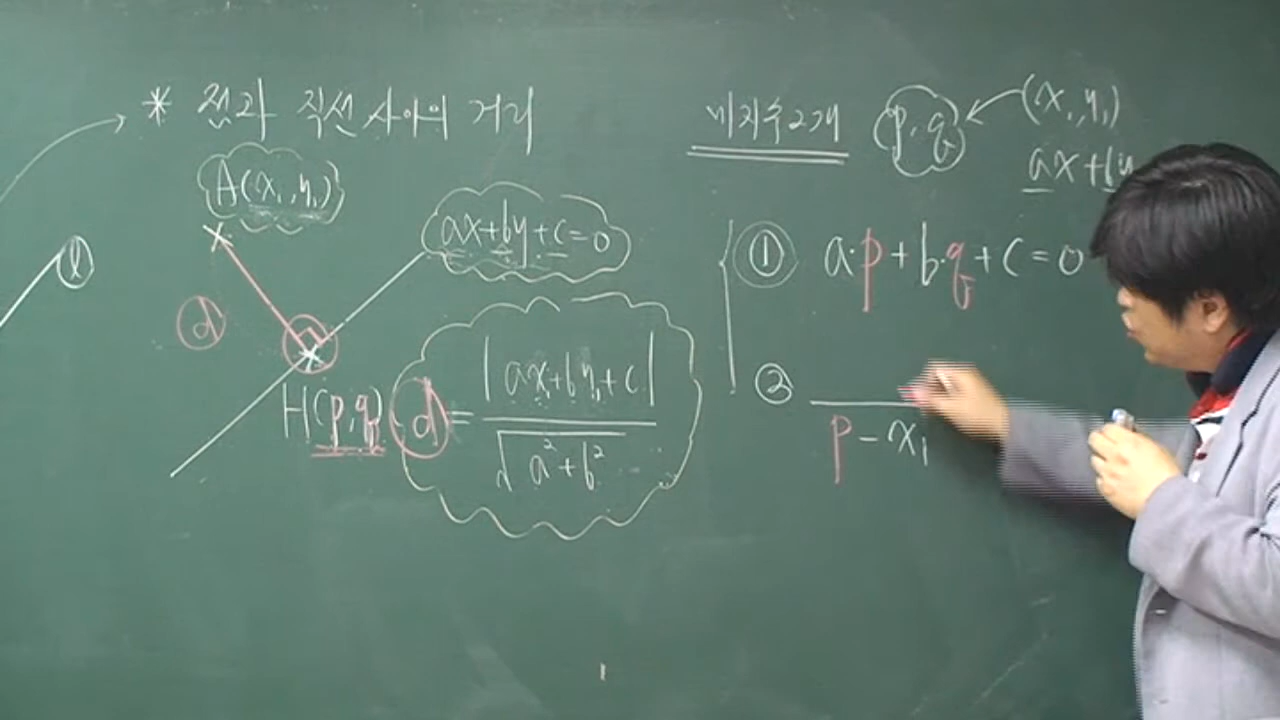 * 점과 직선 사이의 거리
A(x₁, y₁)
ax+by+c=0
l
d
H(p,q)
d = |ax₁+by₁+c| / √(a²+b²)
미지수2개
p, q
(x₁, y₁)
ax+by
① a·p+b·q+c=0
②
p-x₁